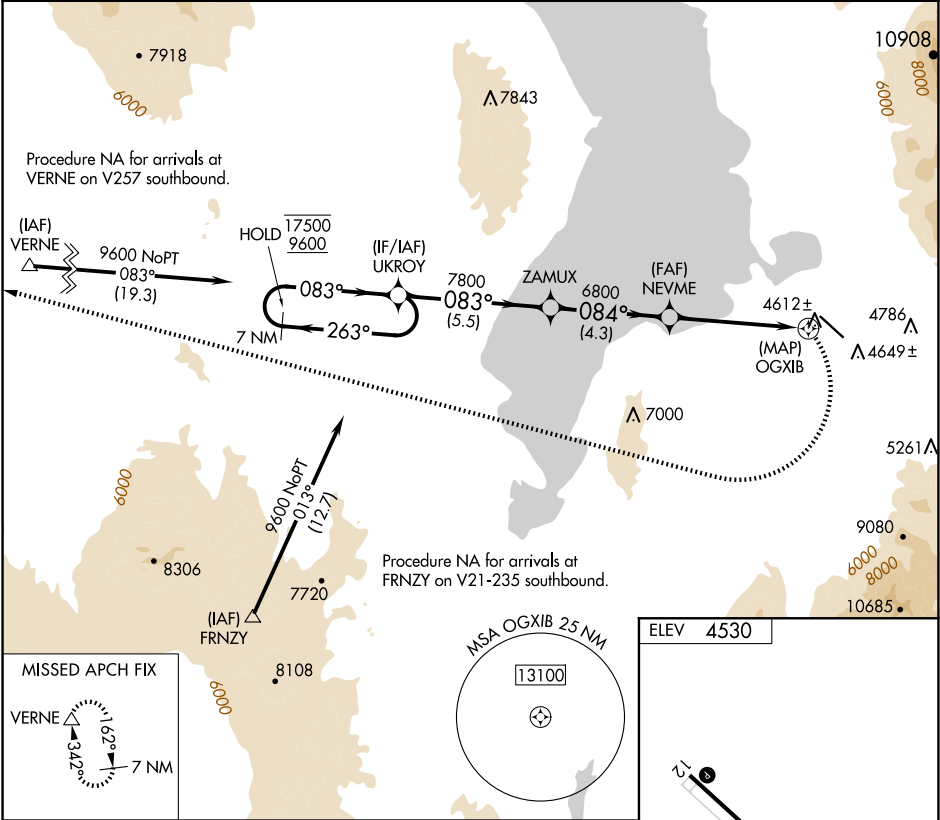 7918
6000
7843
10908
8000
6000
Procedure NA for arrivals at
VERNE on V257 southbound.
(IAF)
VERNE
9600 NoPT
083°
(19.3)
HOLD
17500
9600
(IF/IAF)
UKROY
083°
263°
7 NM
7800
083°
(5.5)
ZAMUX
6800
084°
(4.3)
(FAF)
NEVME
4612±
(MAP)
OGXIB
4786
4649±
7000
5261
9600 NoPT
013°
(12.7)
6000
8306
7720
(IAF)
FRNZY
8108
6000
Procedure NA for arrivals at
FRNZY on V21-235 southbound.
9080
6000
8000
10685
MSA OGXIB 25 NM
13100
MISSED APCH FIX
VERNE
162°
342°
7 NM
ELEV 4530
12
P